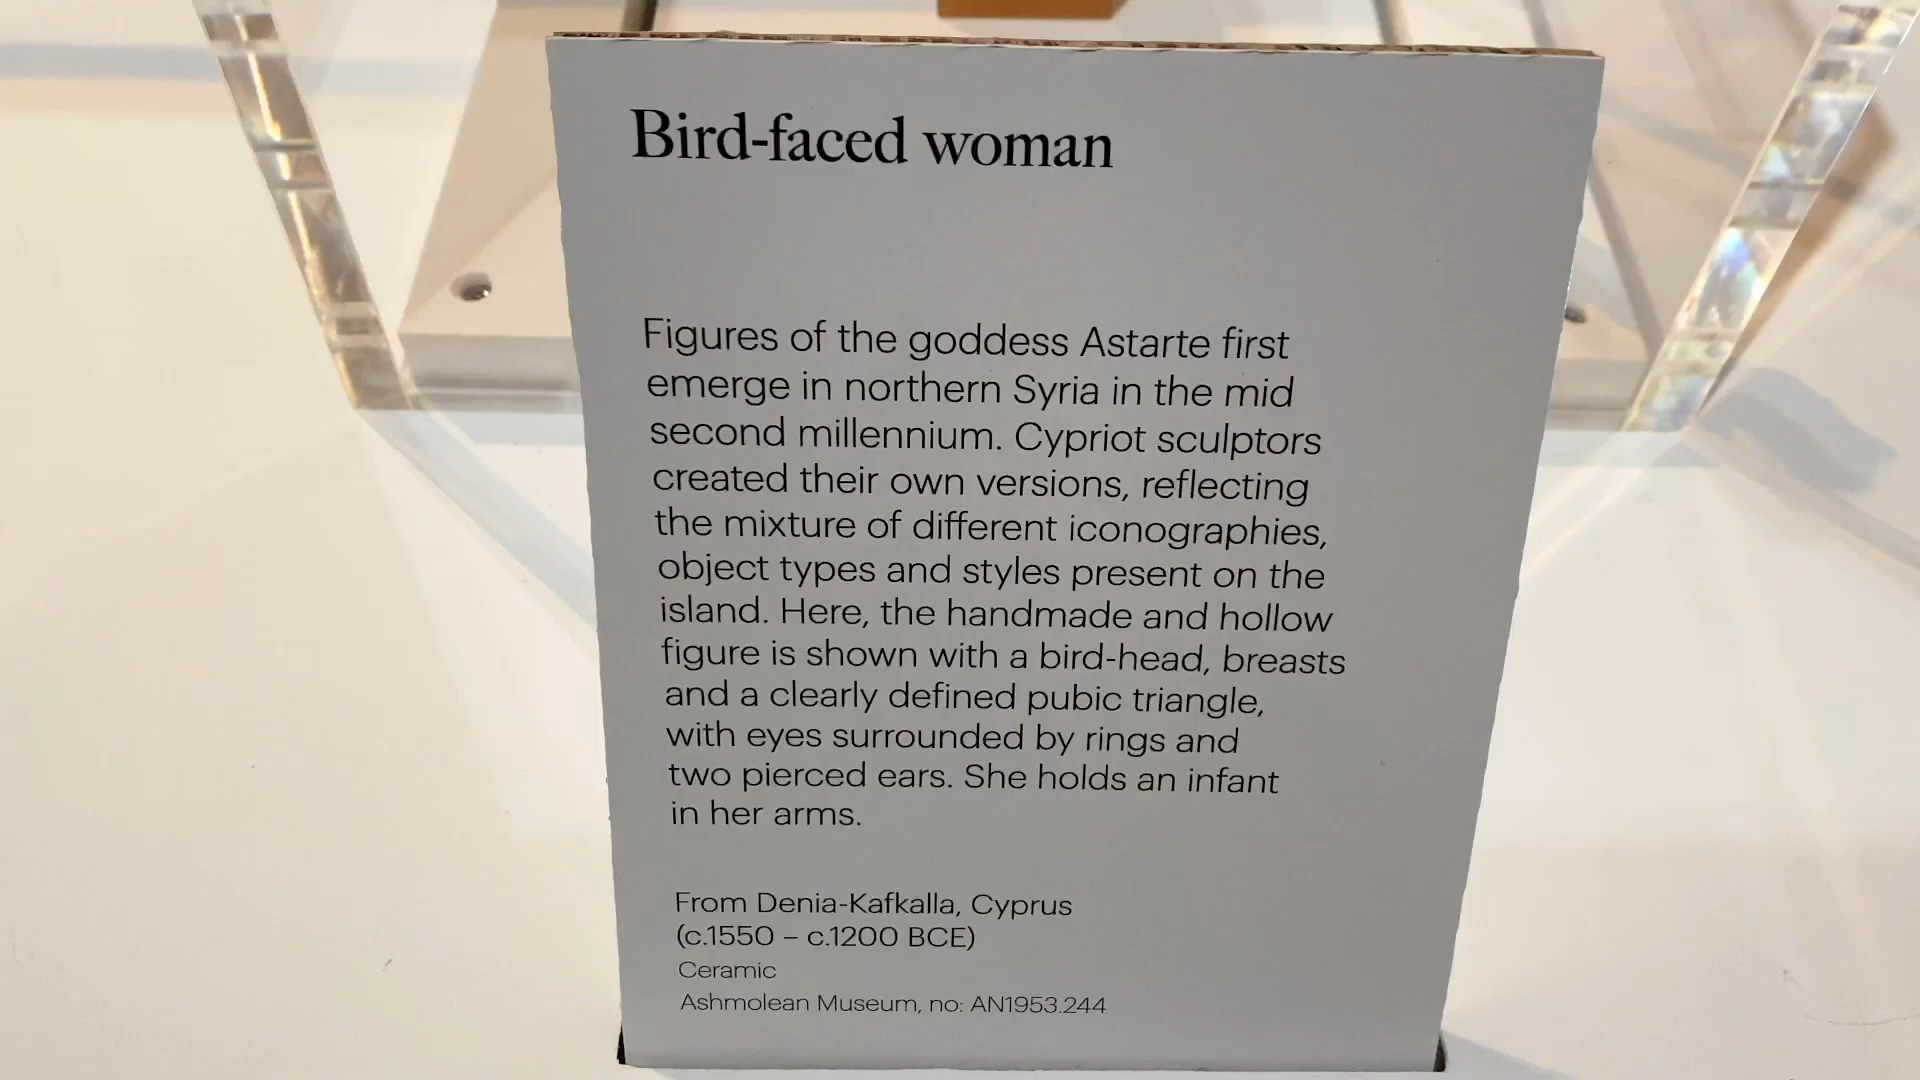 Bird-faced woman
Figures of the goddess Astarte first
emerge in northern Syria in the mid
second millennium. Cypriot sculptors
created their own versions, reflecting
the mixture of different iconographies,
object types and styles present on the
island. Here, the handmade and hollow
figure is shown with a bird-head, breasts
and a clearly defined pubic triangle,
with eyes surrounded by rings and
two pierced ears. She holds an infant
in her arms.
From Denia-Kafkalla, Cyprus
(c.1550 – c.1200 BCE)
Ceramic
Ashmolean Museum, no: AN1953.244